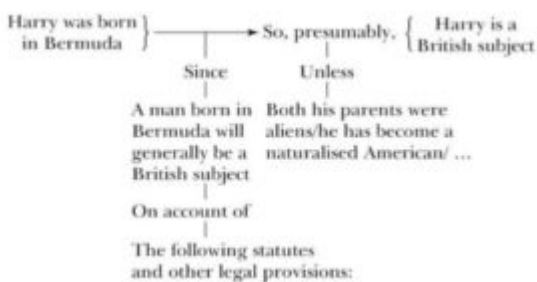 Harry was born
in Bermuda
So, presumably,
Harry is a
British subject
Since
Unless
A man born in
Bermuda will
generally be a
British subject
Both his parents were
aliens/he has become a
naturalised American/ ...
On account of
The following statutes
and other legal provisions: